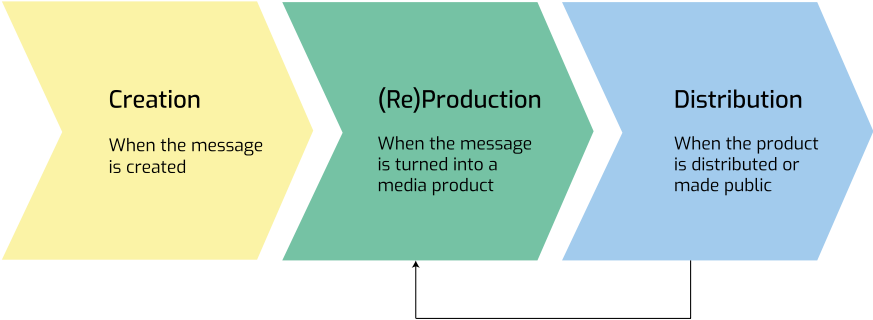 Creation
When the message
is created
(Re)Production
When the message
is turned into a
media product
Distribution
When the product
is distributed or
made public